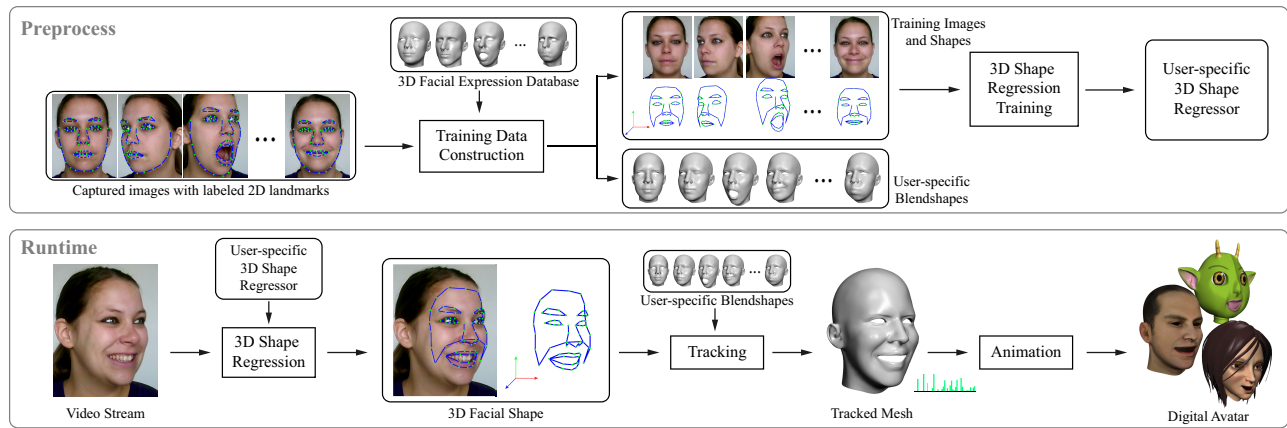 Preprocess
3D Facial Expression Database
Captured images with labeled 2D landmarks
Training Data
Construction
Training Images
and Shapes
User-specific
Blendshapes
3D Shape
Regression
Training
User-specific
3D Shape
Regressor
Runtime
Video Stream
User-specific
3D Shape
Regressor
3D Shape
Regression
3D Facial Shape
User-specific Blendshapes
Tracking
Tracked Mesh
Animation
Digital Avatar